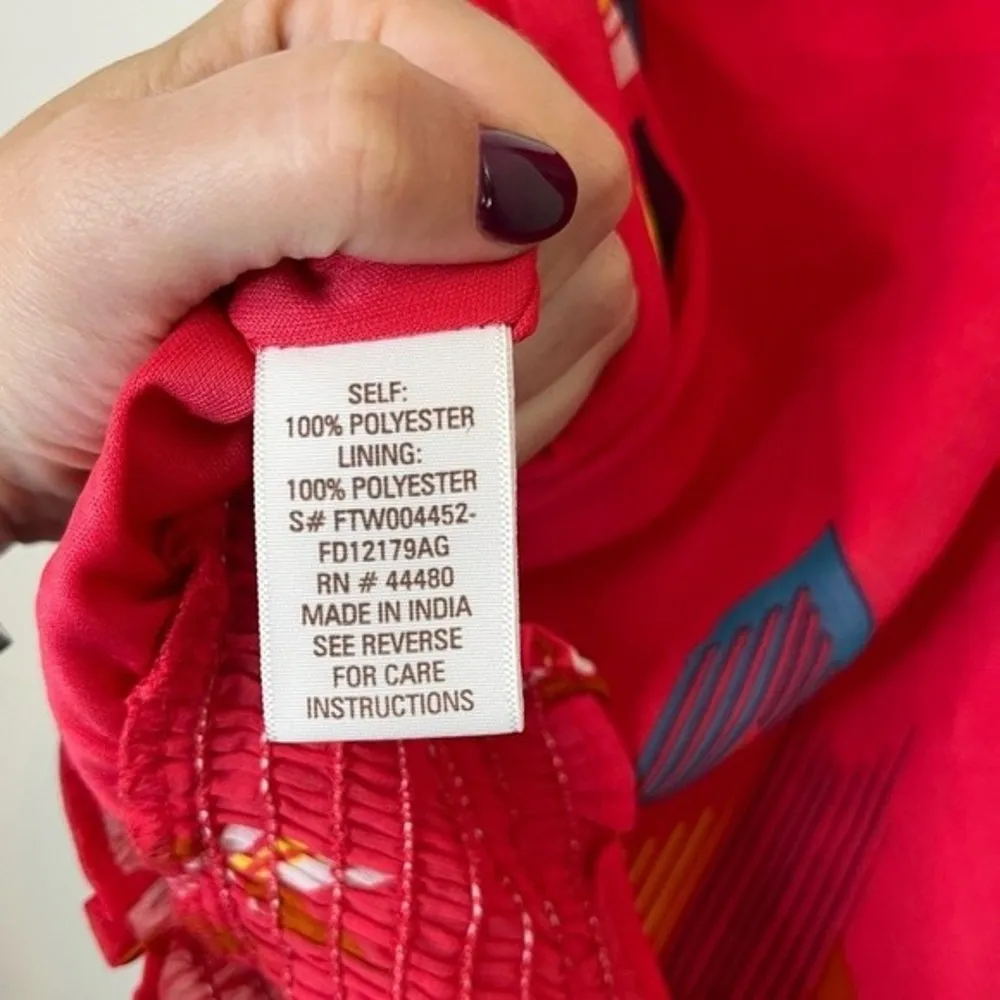 SELF:
100% POLYESTER
LINING:
100% POLYESTER
S# FTW004452-
FD12179AG
RN # 44480
MADE IN INDIA
SEE REVERSE
FOR CARE
INSTRUCTIONS